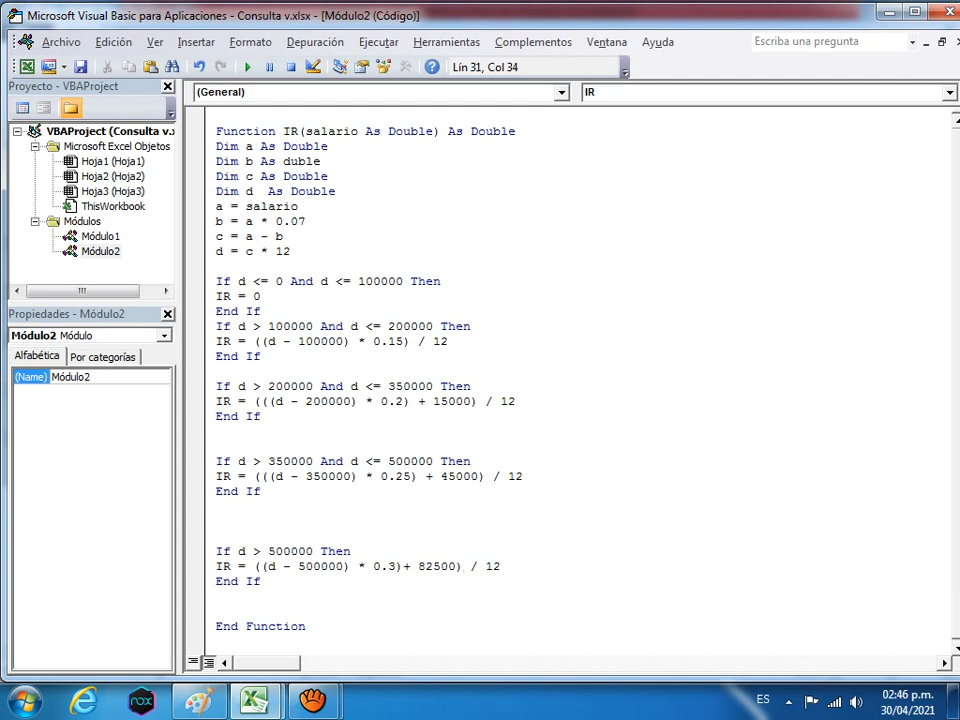 Microsoft Visual Basic para Aplicaciones - Consulta v.xlsx - [Módulo2 (Código)]
Archivo Edición Ver Insertar Formato Depuración Ejecutar Herramientas Complementos Ventana Ayuda Escriba una pregunta
Lín 31, Col 34
Proyecto - VBAProject
(General) IR
VBAProject (Consulta v.
Microsoft Excel Objetos
Hoja1 (Hoja1)
Hoja2 (Hoja2)
Hoja3 (Hoja3)
ThisWorkbook
Módulos
Módulo1
Módulo2
Propiedades - Módulo2
Módulo2 Módulo
Alfabética Por categorías
(Name) Módulo2
Function IR(salario As Double) As Double
Dim a As Double
Dim b As duble
Dim c As Double
Dim d  As Double
a = salario
b = a * 0.07
c = a - b
d = c * 12
If d <= 0 And d <= 100000 Then
IR = 0
End If
If d > 100000 And d <= 200000 Then
IR = ((d - 100000) * 0.15) / 12
End If
If d > 200000 And d <= 350000 Then
IR = (((d - 200000) * 0.2) + 15000) / 12
End If
If d > 350000 And d <= 500000 Then
IR = (((d - 350000) * 0.25) + 45000) / 12
End If
If d > 500000 Then
IR = ((d - 500000) * 0.3)+ 82500) / 12
End If
End Function
nox
ES
02:46 p.m.
30/04/2021